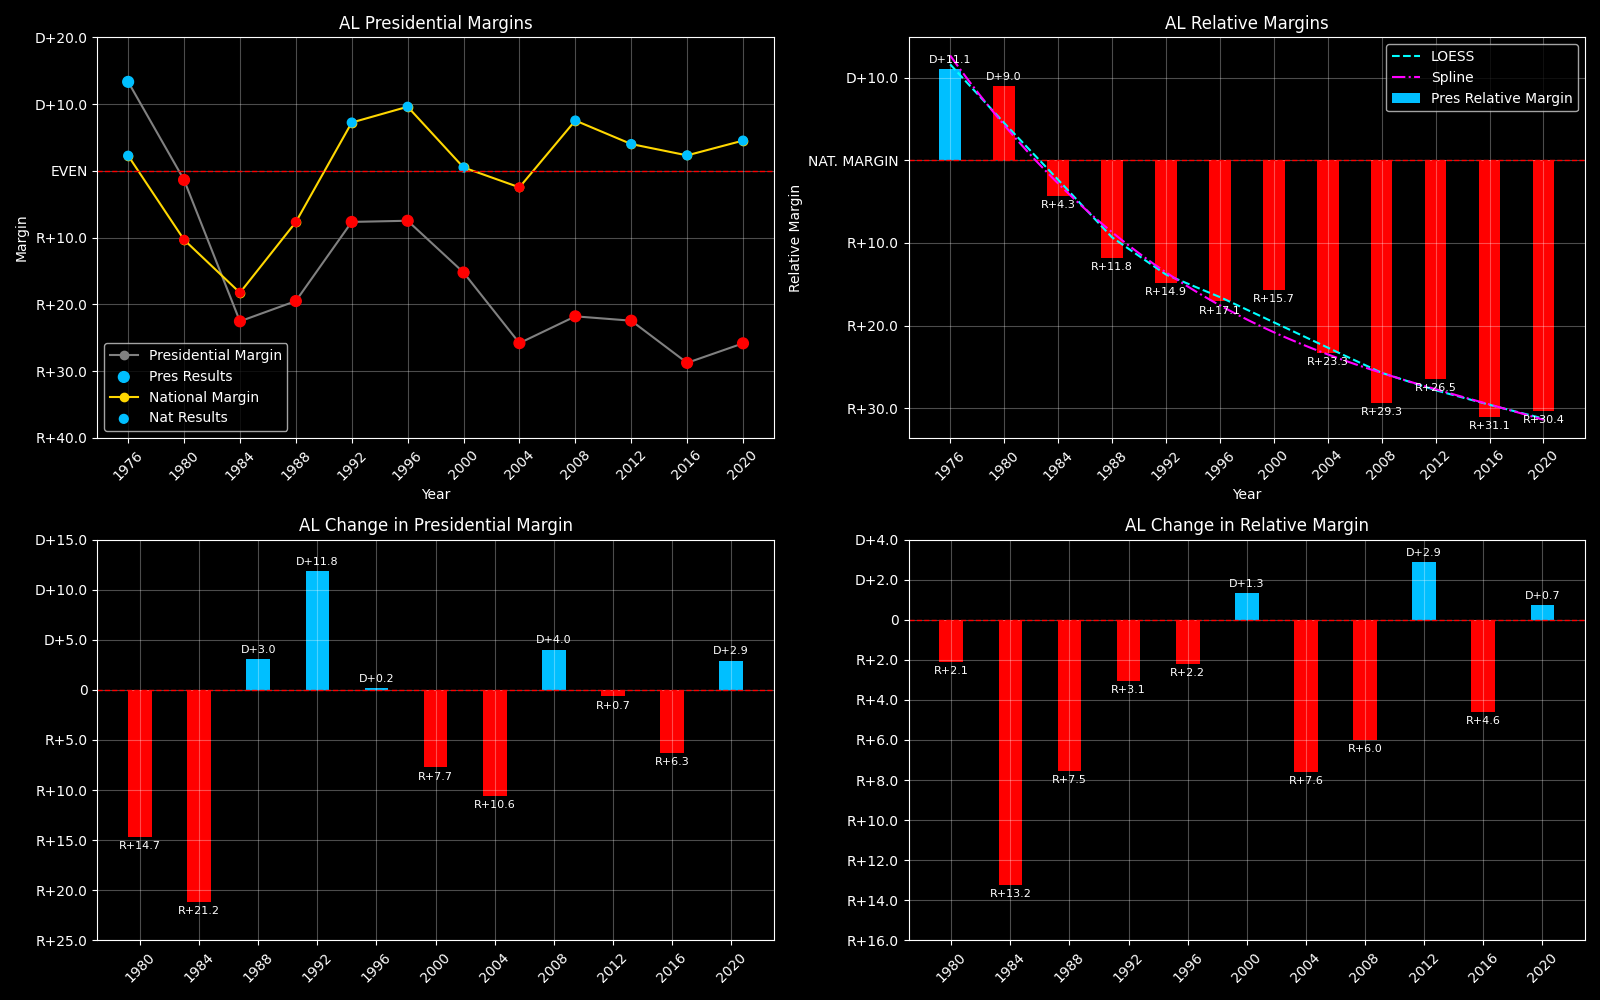 AL Presidential Margins
D+20.0
D+10.0
EVEN
R+10.0
R+20.0
R+30.0
R+40.0
Margin
Presidential Margin
Pres Results
National Margin
Nat Results
1976 1980 1984 1988 1992 1996 2000 2004 2008 2012 2016 2020
Year
AL Relative Margins
D+10.0
NAT. MARGIN
R+10.0
R+20.0
R+30.0
Relative Margin
LOESS
Spline
Pres Relative Margin
D+11.1
D+9.0
R+4.3
R+11.8
R+14.9
R+17.1
R+15.7
R+23.3
R+29.3
R+26.5
R+31.1
R+30.4
1976 1980 1984 1988 1992 1996 2000 2004 2008 2012 2016 2020
Year
AL Change in Presidential Margin
D+15.0
D+10.0
D+5.0
0
R+5.0
R+10.0
R+15.0
R+20.0
R+25.0
R+14.7
R+21.2
D+3.0
D+11.8
D+0.2
R+7.7
R+10.6
D+4.0
R+0.7
R+6.3
D+2.9
1980 1984 1988 1992 1996 2000 2004 2008 2012 2016 2020
AL Change in Relative Margin
D+4.0
D+2.0
0
R+2.0
R+4.0
R+6.0
R+8.0
R+10.0
R+12.0
R+14.0
R+16.0
R+2.1
R+13.2
R+7.5
R+3.1
R+2.2
D+1.3
R+7.6
R+6.0
D+2.9
R+4.6
D+0.7
1980 1984 1988 1992 1996 2000 2004 2008 2012 2016 2020